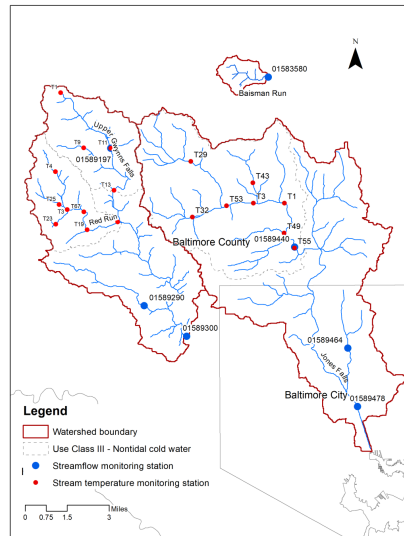 N
01583580
Baisman Run
T1
Upper Gwynns Falls
T9
T11
01589197
T4
T29
T13
T43
T25
T3
T67
T53
T3
T1
T23
T19
Red Run
T32
Baltimore County
T49
01589440
T55
01589290
01589300
01589464
Jones Falls
Baltimore City
01589478
Legend
Watershed boundary
Use Class III - Nontidal cold water
Streamflow monitoring station
Stream temperature monitoring station
Miles
0 0.75 1.5 3